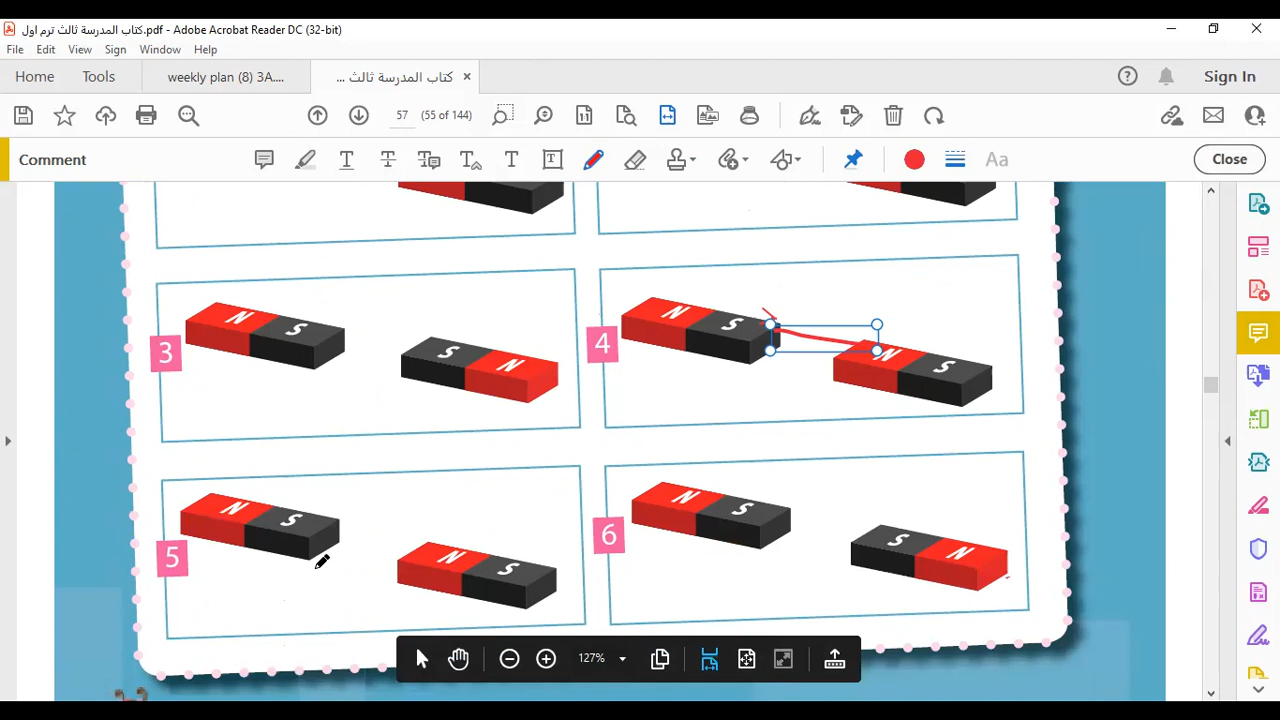 كتاب المدرسة ثالث ترم اول.pdf - Adobe Acrobat Reader DC (32-bit)
File Edit View Sign Window Help
Home Tools weekly plan (8) 3A.... كتاب المدرسة ثالث ... × Sign In
57 (55 of 144)
Comment Aa Close
3 N S S N
4 N S N S
5 N S N S
6 N S S N
127%